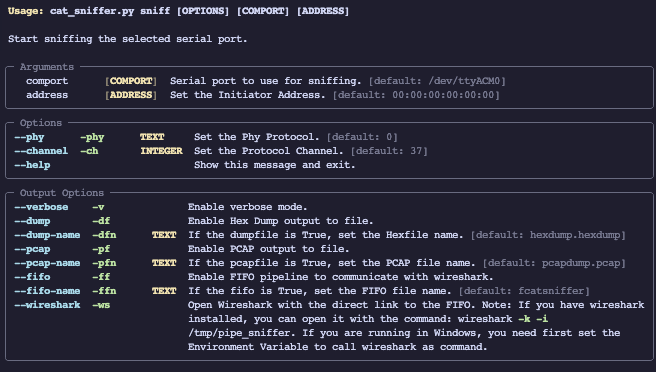 Usage: cat_sniffer.py sniff [OPTIONS] [COMPORT] [ADDRESS]
Start sniffing the selected serial port.
Arguments
comport [COMPORT] Serial port to use for sniffing. [default: /dev/ttyACM0]
address [ADDRESS] Set the Initiator Address. [default: 00:00:00:00:00:00]
Options
--phy -phy TEXT Set the Phy Protocol. [default: 0]
--channel -ch INTEGER Set the Protocol Channel. [default: 37]
--help Show this message and exit.
Output Options
--verbose -v Enable verbose mode.
--dump -df Enable Hex Dump output to file.
--dump-name -dfn TEXT If the dumpfile is True, set the Hexfile name. [default: hexdump.hexdump]
--pcap -pf Enable PCAP output to file.
--pcap-name -pfn TEXT If the pcapfile is True, set the PCAP file name. [default: pcapdump.pcap]
--fifo -ff Enable FIFO pipeline to communicate with wireshark.
--fifo-name -ffn TEXT If the fifo is True, set the FIFO file name. [default: fcatsniffer]
--wireshark -ws Open Wireshark with the direct link to the FIFO. Note: If you have wireshark
installed, you can open it with the command: wireshark -k -i
/tmp/pipe_sniffer. If you are running in Windows, you need first set the
Environment Variable to call wireshark as command.